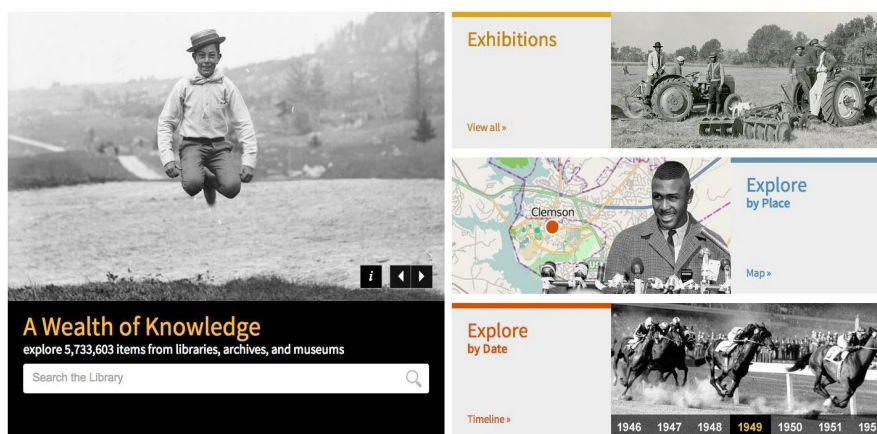 i
A Wealth of Knowledge
explore 5,733,603 items from libraries, archives, and museums
Search the Library
Exhibitions
View all »
Clemson
Explore
by Place
Map »
Explore
by Date
Timeline »
1946 1947 1948 1949 1950 1951 195